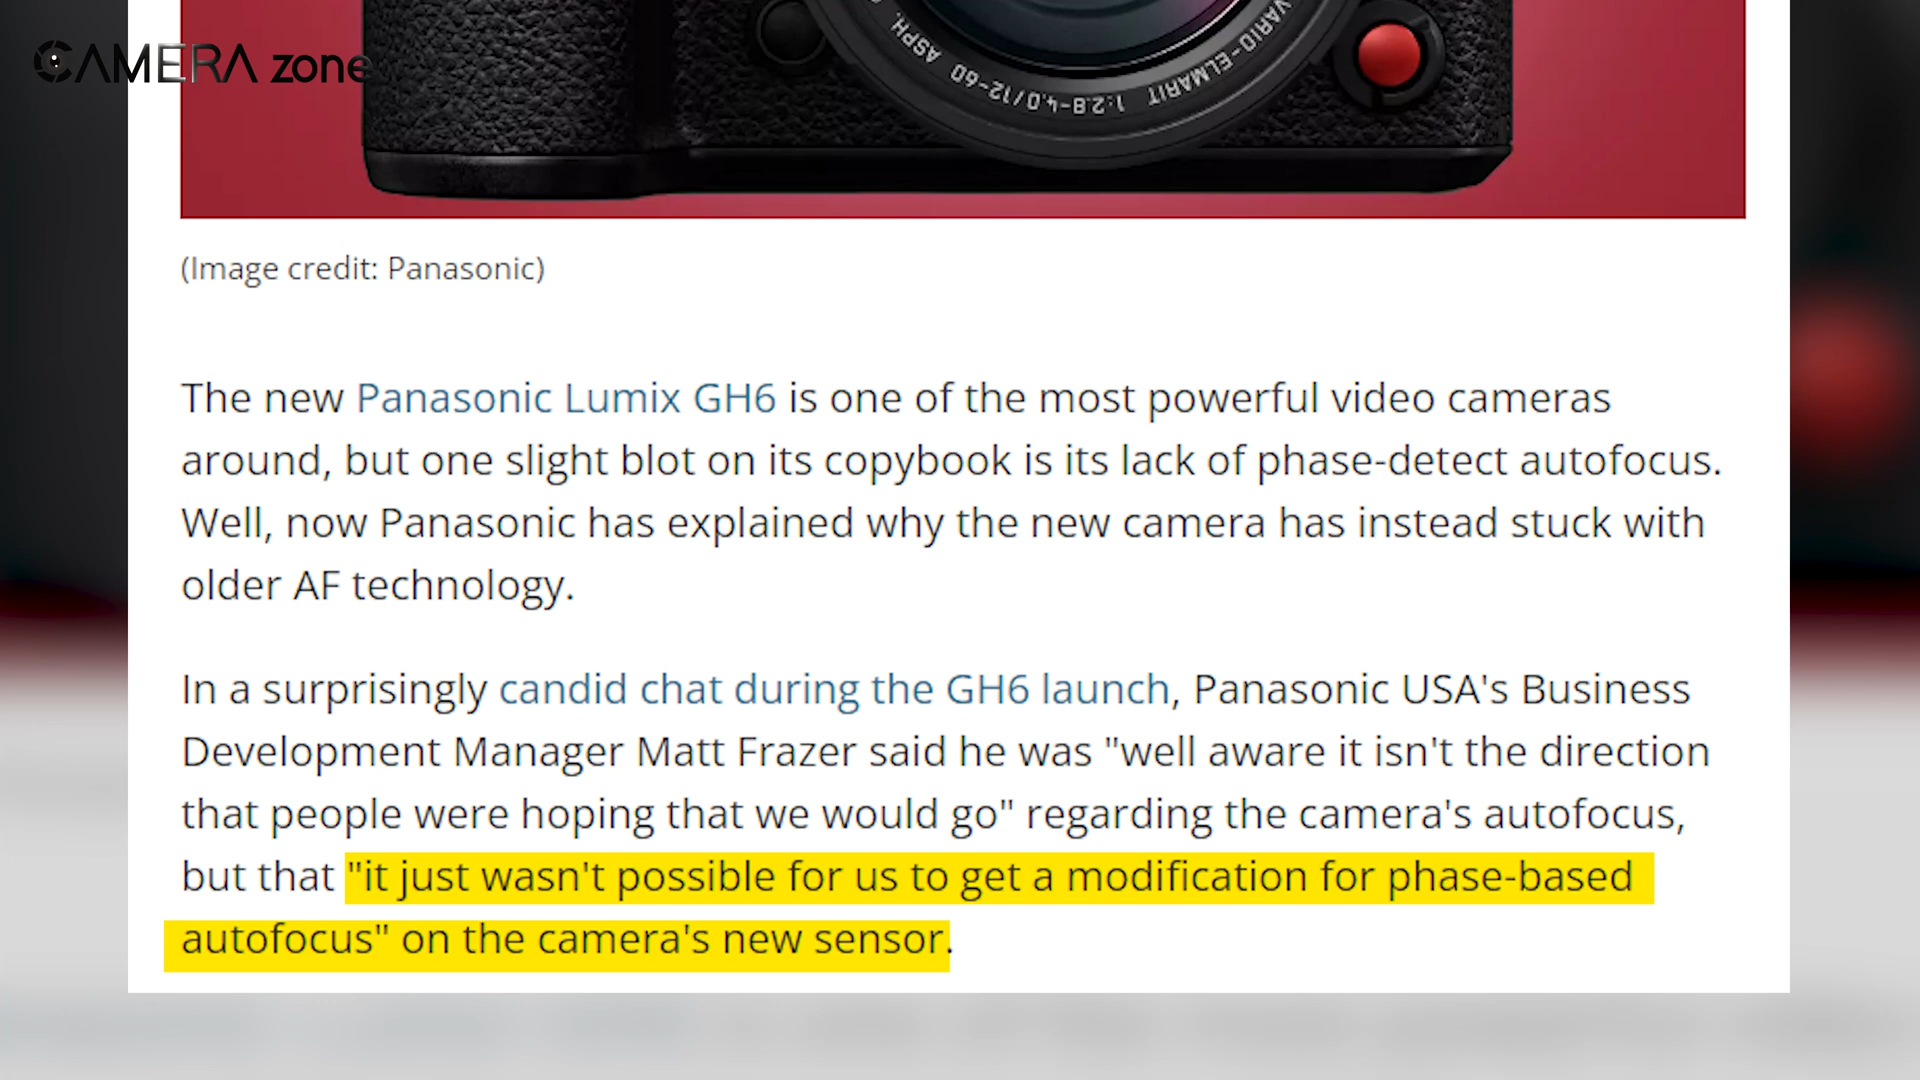 CAMERA zone
ASPH. 12-60/2.8-4.0:1 VARIO-ELMARIT
(Image credit: Panasonic)
The new Panasonic Lumix GH6 is one of the most powerful video cameras
around, but one slight blot on its copybook is its lack of phase-detect autofocus.
Well, now Panasonic has explained why the new camera has instead stuck with
older AF technology.
In a surprisingly candid chat during the GH6 launch, Panasonic USA's Business
Development Manager Matt Frazer said he was "well aware it isn't the direction
that people were hoping that we would go" regarding the camera's autofocus,
but that "it just wasn't possible for us to get a modification for phase-based
autofocus" on the camera's new sensor.